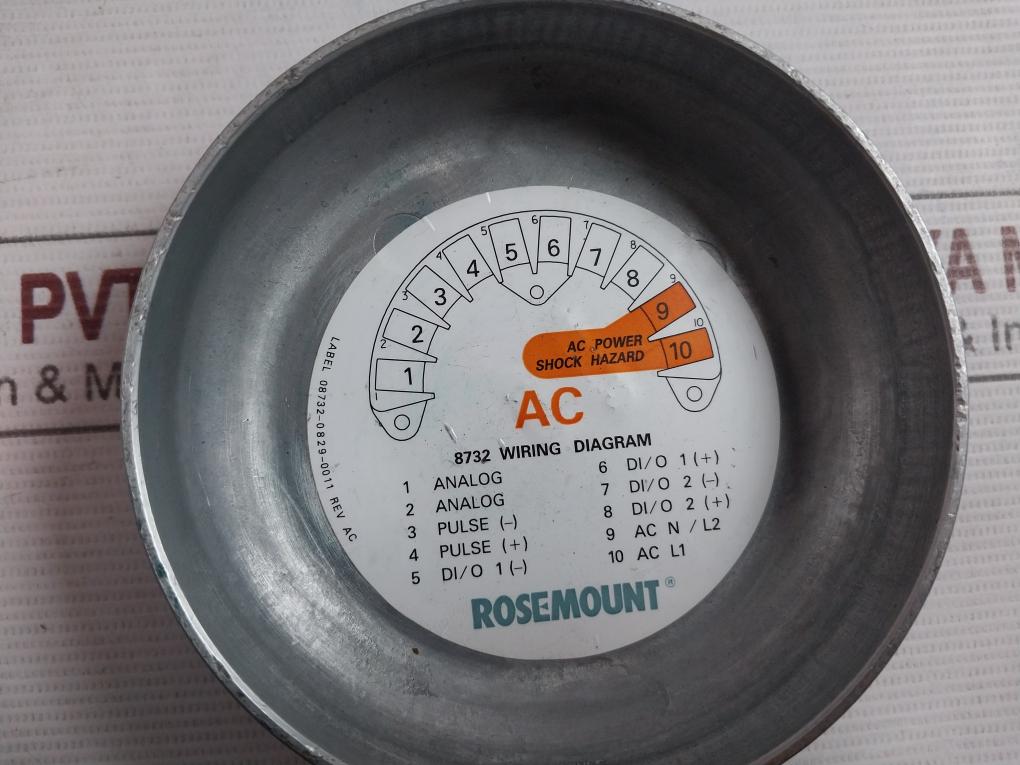 1 2 3 4 5 6 7 8 9 10
2 3 4 5 6 7 8 9 10
AC POWER
SHOCK HAZARD
AC
8732 WIRING DIAGRAM
1 ANALOG
2 ANALOG
3 PULSE (–)
4 PULSE (+)
5 DI/O 1 (–)
6 DI/O 1 (+)
7 DI/O 2 (–)
8 DI/O 2 (+)
9 AC N / L2
10 AC L1
ROSEMOUNT®
LABEL 08732-0829-0011 REV AC
PVT
& M
& In